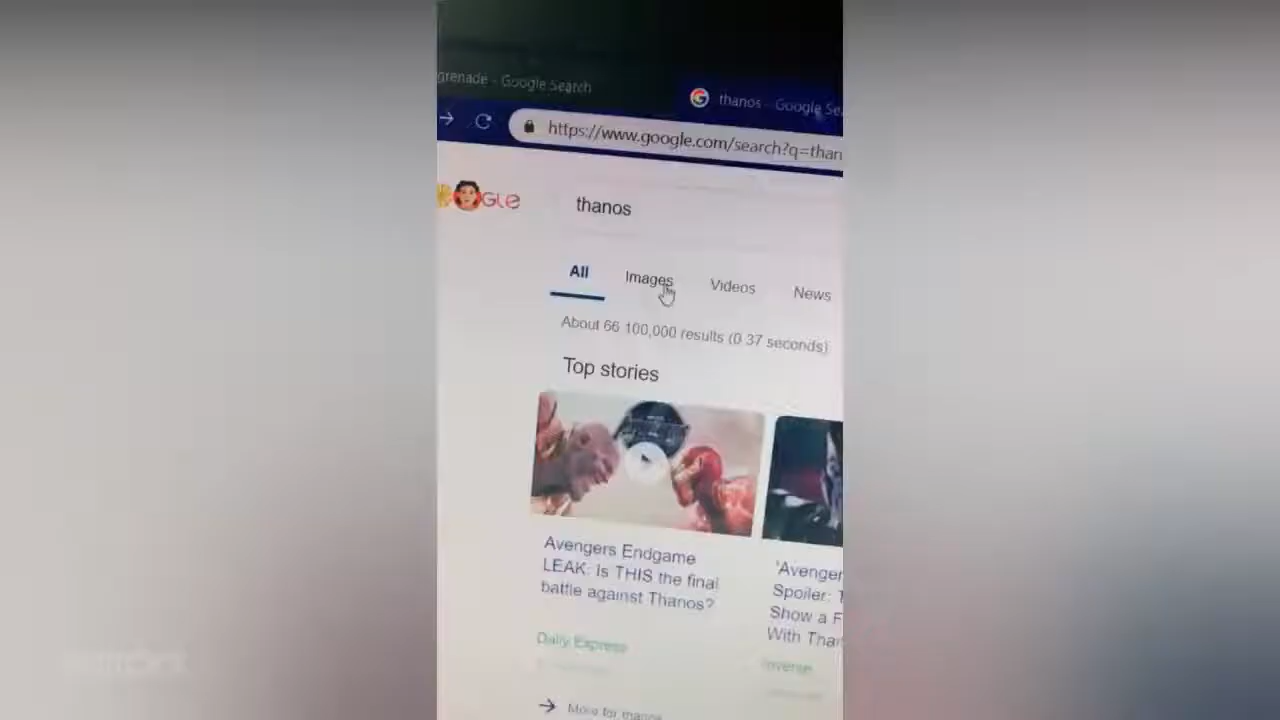 grenade - Google Search
thanos - Google Se
https://www.google.com/search?q=than
OGLE
thanos
All Images Videos News
About 66 100,000 results (0 37 seconds)
Top stories
Avengers Endgame
LEAK: Is THIS the final
battle against Thanos?
Daily Express
'Avenger
Spoiler: T
Show a F
With Than
Inverse
More for thanos